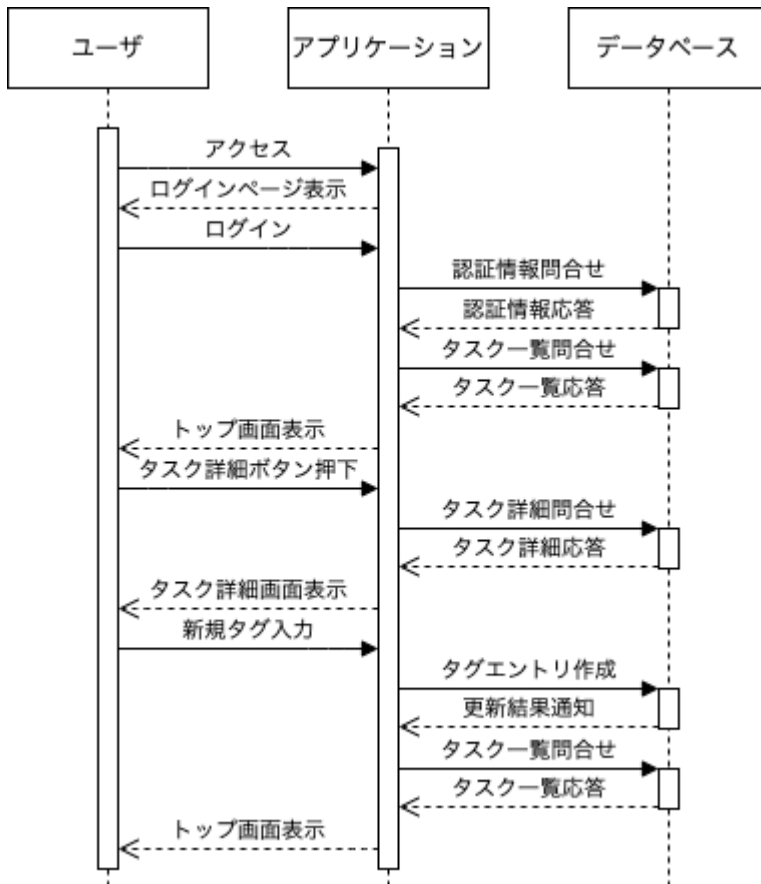 ユーザ
アプリケーション
データベース
アクセス
ログインページ表示
ログイン
認証情報問合せ
認証情報応答
タスク一覧問合せ
タスク一覧応答
トップ画面表示
タスク詳細ボタン押下
タスク詳細問合せ
タスク詳細応答
タスク詳細画面表示
新規タグ入力
タグエントリ作成
更新結果通知
タスク一覧問合せ
タスク一覧応答
トップ画面表示